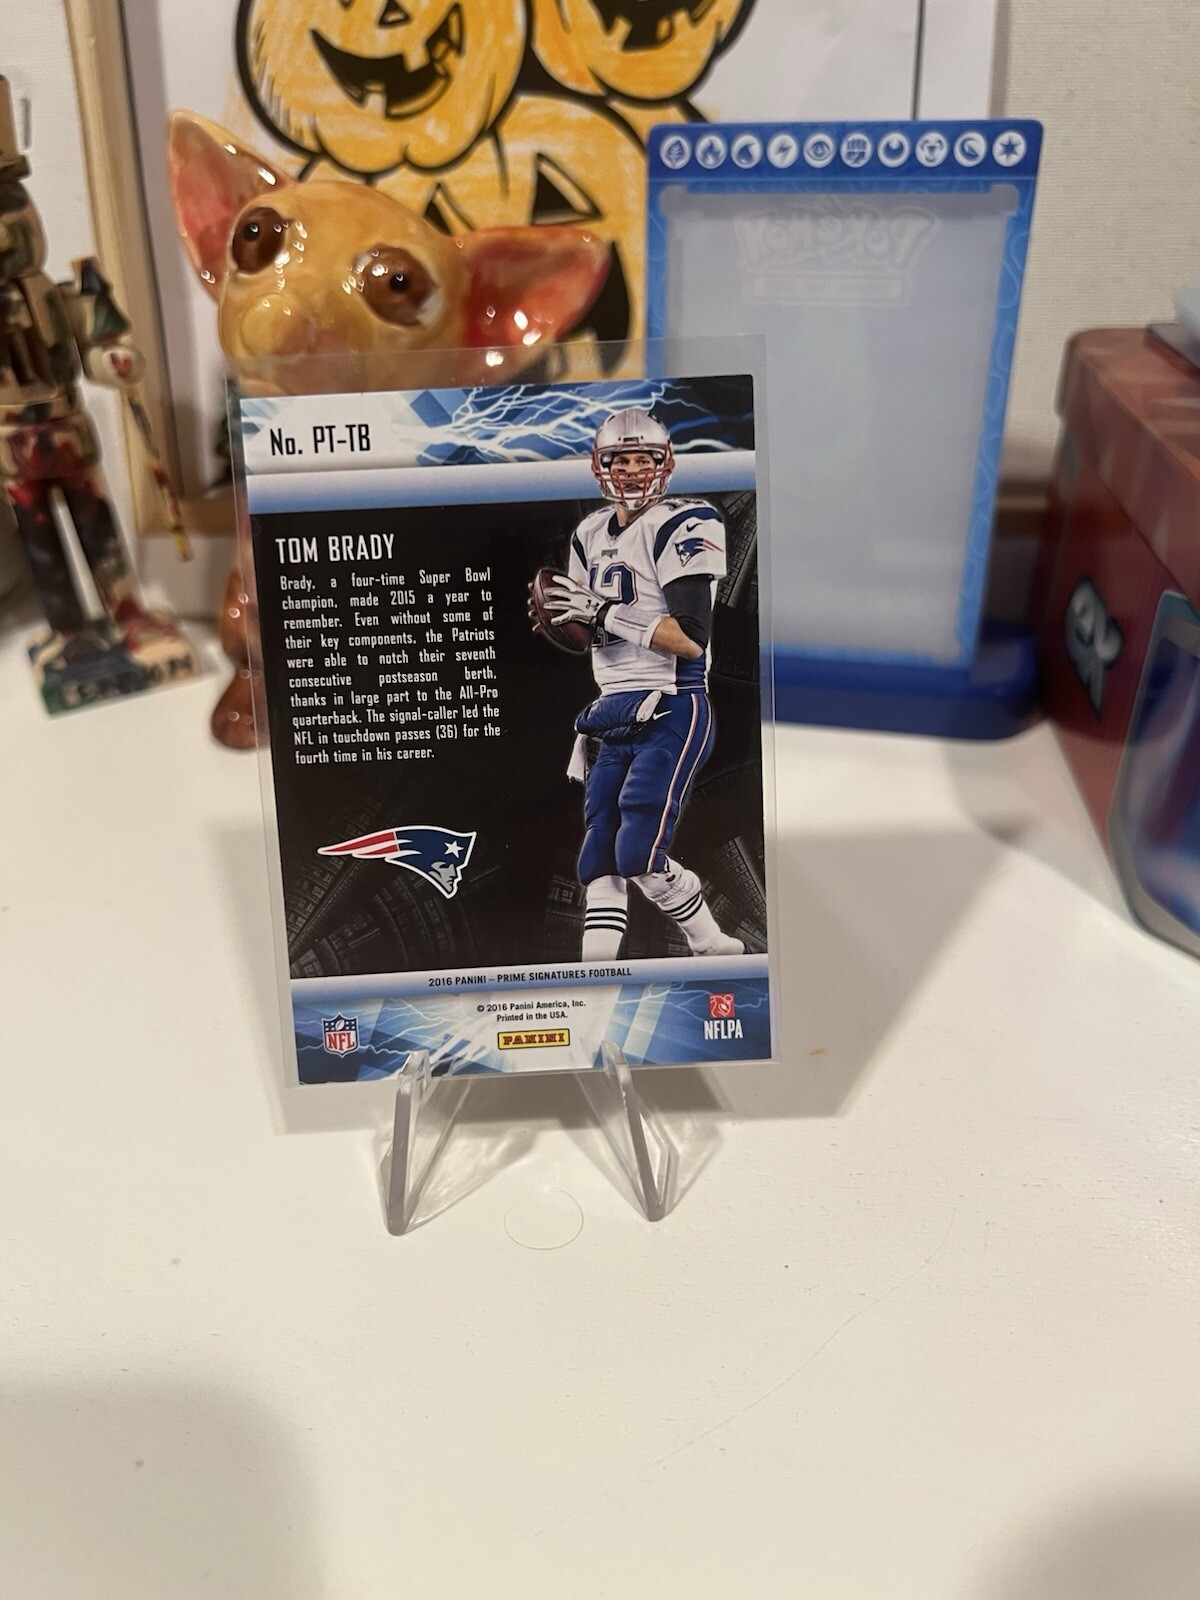 POKÉMON
No. PT-TB
TOM BRADY
Brady, a four-time Super Bowl
champion, made 2015 a year to
remember. Even without some of
their key components, the Patriots
were able to notch their seventh
consecutive postseason berth,
thanks in large part to the All-Pro
quarterback. The signal-caller led the
NFL in touchdown passes (36) for the
fourth time in his career.
12
2016 PANINI – PRIME SIGNATURES FOOTBALL
© 2016 Panini America, Inc.
Printed in the USA.
NFL
PANINI
NFLPA